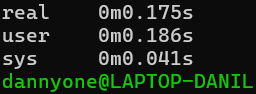 real    0m0.175s
user    0m0.186s
sys     0m0.041s
dannyone@LAPTOP-DANIL